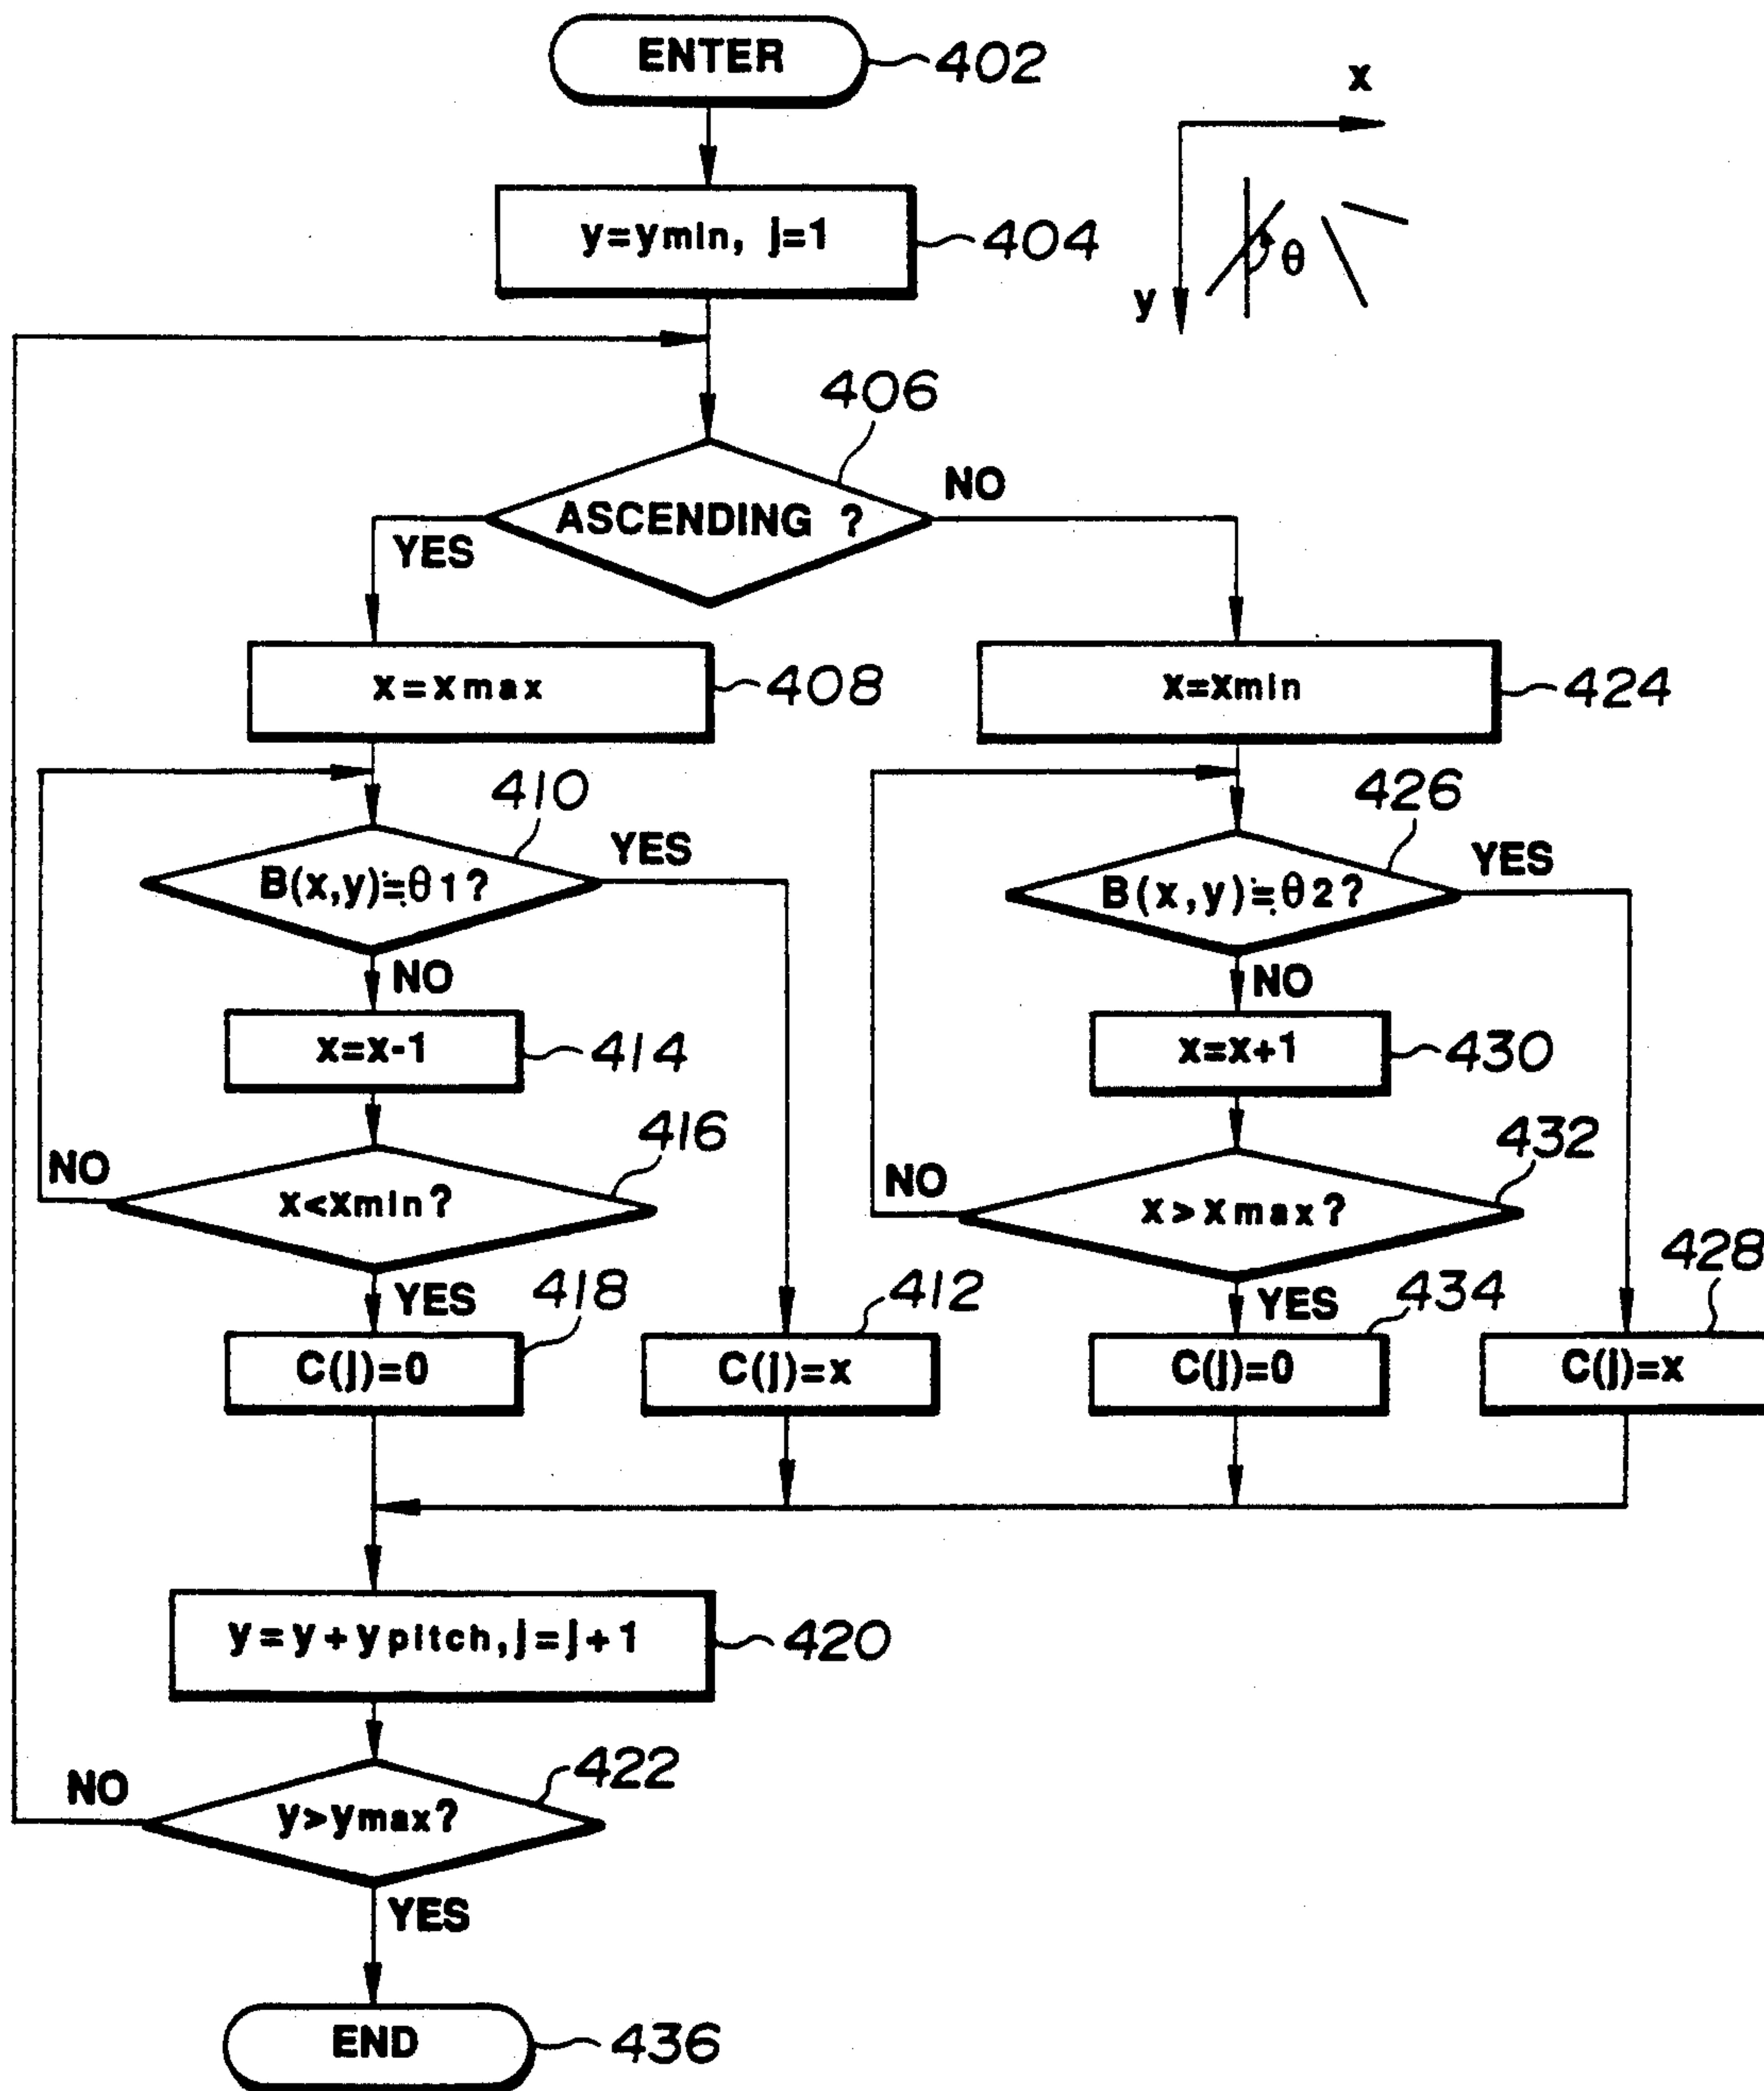 ENTER
402
x
y=ymin, j=1
404
θ
y
406
ASCENDING ?
NO
YES
x=xmax
408
x=xmin
424
410
426
B(x,y)≒θ1?
YES
B(x,y)≒θ2?
YES
NO
NO
x=x-1
414
x=x+1
430
416
432
NO
x<xmin?
NO
x>xmax?
YES
418
412
YES
434
428
C(j)=0
C(j)=x
C(j)=0
C(j)=x
y=y+ypitch,j=j+1
420
422
NO
y>ymax?
YES
END
436